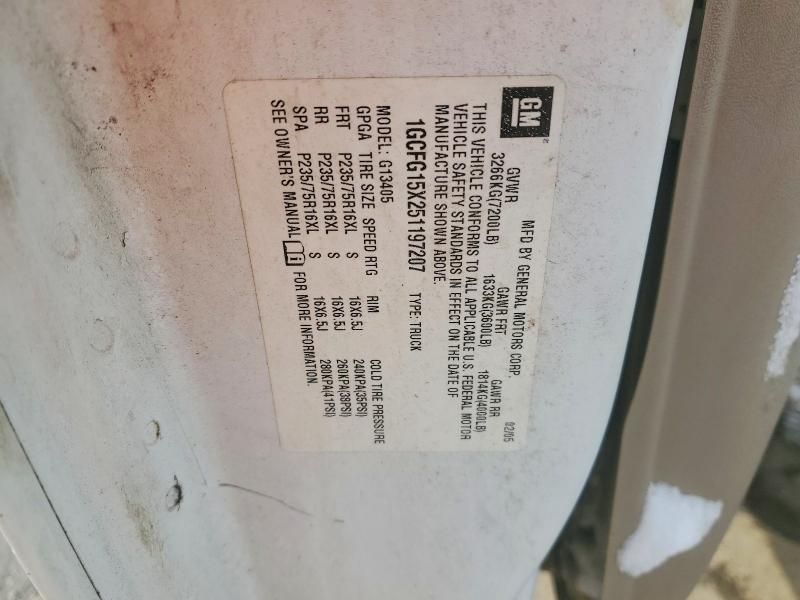 GM
MFD BY GENERAL MOTORS CORP. 02/05
GVWR GAWR FRT GAWR RR
3266KG(7200LB) 1633KG(3600LB) 1814KG(4000LB)
THIS VEHICLE CONFORMS TO ALL APPLICABLE U.S. FEDERAL MOTOR
VEHICLE SAFETY STANDARDS IN EFFECT ON THE DATE OF
MANUFACTURE SHOWN ABOVE.
1GCFG15X251197207 TYPE: TRUCK
MODEL: G13405
GPGA TIRE SIZE SPEED RTG RIM COLD TIRE PRESSURE
FRT P235/75R16XL S 16X6.5J 240KPA(35PSI)
RR P235/75R16XL S 16X6.5J 260KPA(38PSI)
SPA P235/75R16XL S 16X6.5J 280KPA(41PSI)
SEE OWNER'S MANUAL FOR MORE INFORMATION.